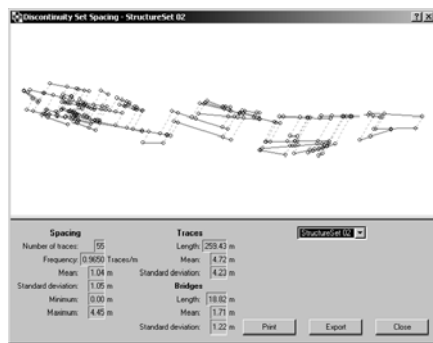 Discontinuity Set Spacing - StructureSet 02
Spacing
Number of traces: 55
Frequency: 0.9650 Traces/m
Mean: 1.04 m
Standard deviation: 1.05 m
Minimum: 0.00 m
Maximum: 4.45 m
Traces
Length: 259.43 m
Mean: 4.72 m
Standard deviation: 4.23 m
Bridges
Length: 18.82 m
Mean: 1.71 m
Standard deviation: 1.22 m
StructureSet 02
Print
Export
Close